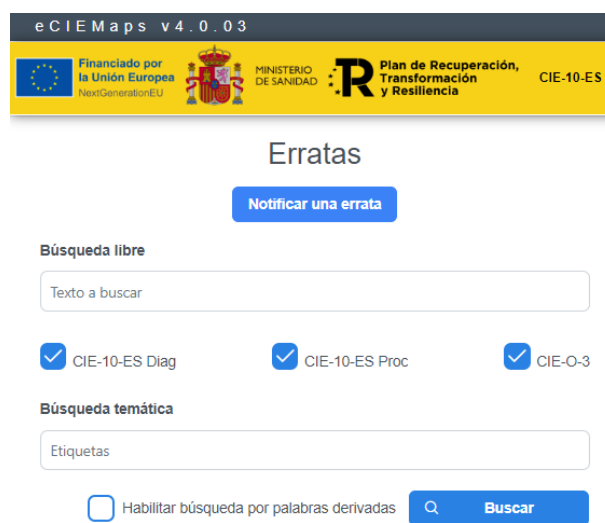 eCIEMaps v4.0.03
Financiado por
la Unión Europea
NextGenerationEU
MINISTERIO
DE SANIDAD
Plan de Recuperación,
Transformación
y Resiliencia
CIE-10-ES
Erratas
Notificar una errata
Búsqueda libre
Texto a buscar
CIE-10-ES Diag
CIE-10-ES Proc
CIE-O-3
Búsqueda temática
Etiquetas
Habilitar búsqueda por palabras derivadas
Buscar